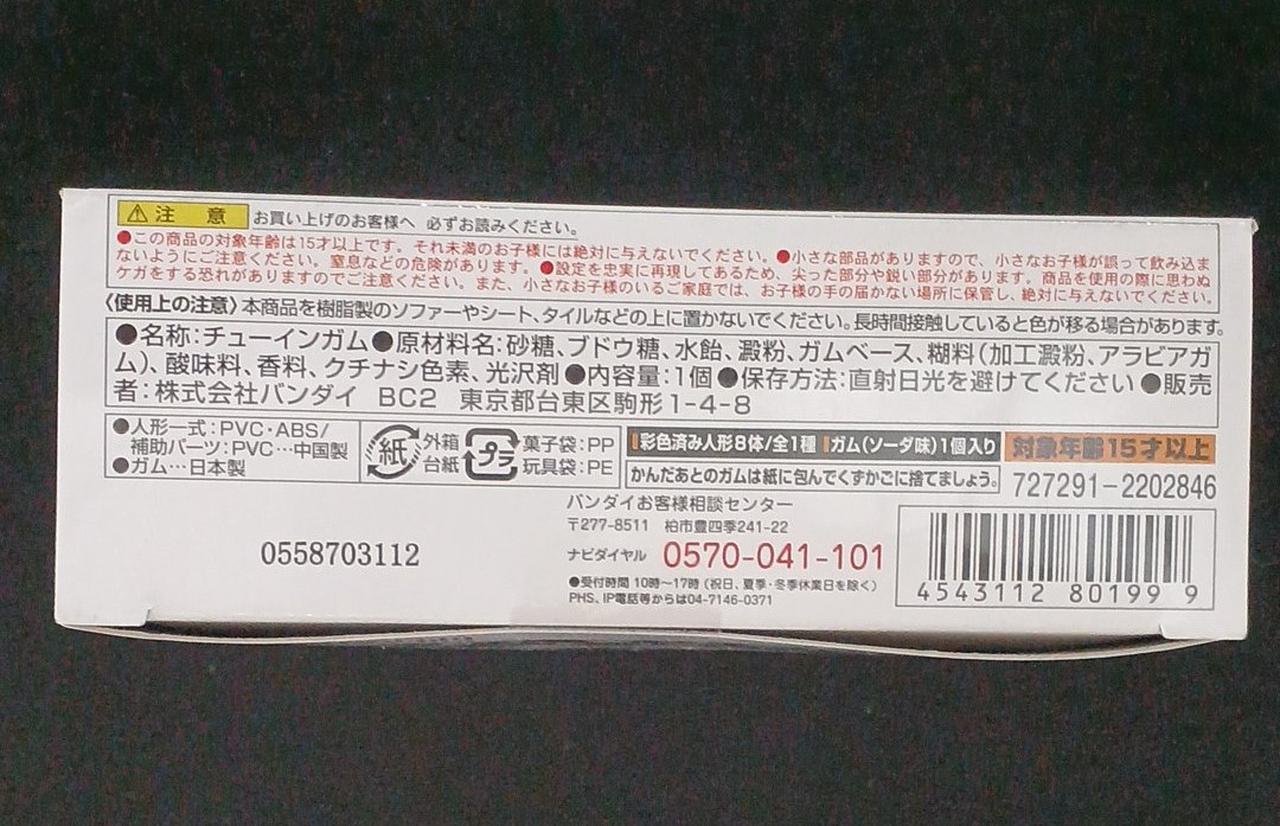 ⚠注 意 お買い上げのお客様へ 必ずお読みください。
●この商品の対象年齢は15才以上です。それ未満のお子様には絶対に与えないでください。●小さな部品がありますので、小さなお子様が誤って飲み込ま
ないようにご注意ください。窒息などの危険があります。●設定を忠実に再現してあるため、尖った部分や鋭い部分があります。商品を使用の際に思わぬ
ケガをする恐れがありますのでご注意ください。また、小さなお子様のいるご家庭では、お子様の手の届かない場所に保管し、絶対に与えないでください。
〈使用上の注意〉本商品を樹脂製のソファーやシート、タイルなどの上に置かないでください。長時間接触していると色が移る場合があります。
●名称:チューインガム●原材料名:砂糖、ブドウ糖、水飴、澱粉、ガムベース、糊料(加工澱粉、アラビアガ
ム)、酸味料、香料、クチナシ色素、光沢剤●内容量:1個●保存方法:直射日光を避けてください●販売
者:株式会社バンダイ BC2 東京都台東区駒形1-4-8
●人形一式:PVC・ABS/
補助パーツ:PVC…中国製
●ガム…日本製
紙 外箱
台紙
プラ 菓子袋:PP
玩具袋:PE
彩色済み人形8体/全1種 ガム(ソーダ味)1個入り
かんだあとのガムは紙に包んでくずかごに捨てましょう。
対象年齢15才以上
727291-2202846
バンダイお客様相談センター
〒277-8511 柏市豊四季241-22
ナビダイヤル 0570-041-101
●受付時間 10時〜17時(祝日、夏季・冬季休業日を除く)
PHS、IP電話等からは04-7146-0371
0558703112
4543112 80199 9